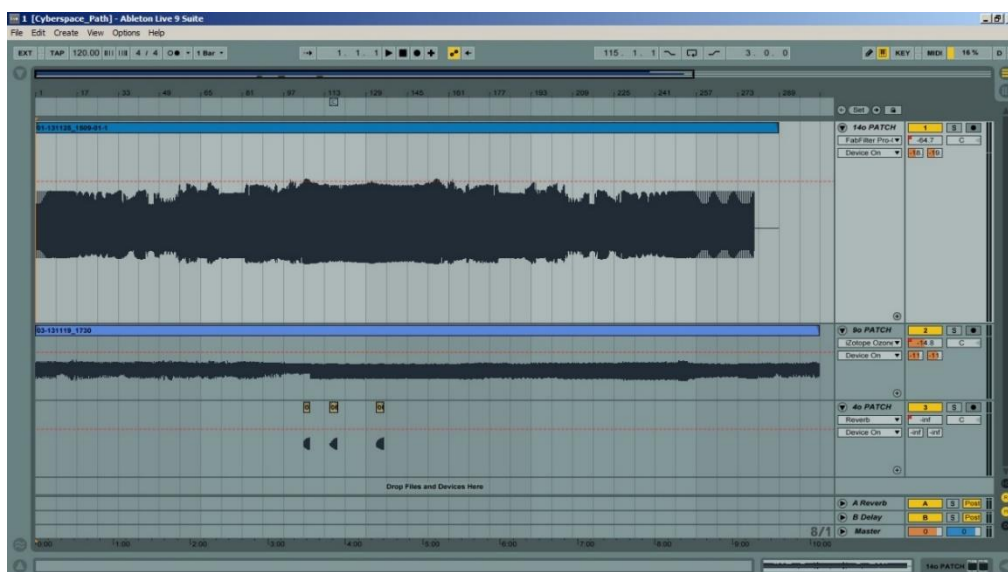 1 [Cyberspace_Path] - Ableton Live 9 Suite
File Edit Create View Options Help
EXT TAP 120.00 4 / 4 1 Bar 1. 1. 1 115. 1. 1 3. 0. 0 KEY MIDI 16 % D
1 17 33 49 65 81 97 113 129 145 161 177 193 209 225 241 257 273 289
Set
01-131128_1909-01-1 14o PATCH 1 S
FabFilter Pro- -64.7 C
Device On
03-131119_1730 9o PATCH 2 S
iZotope Ozone -14.8 C
Device On -11 -11
4o PATCH 3 S
Reverb -inf C
Device On -inf -inf
Drop Files and Devices Here
A Reverb A S Post
B Delay B S Post
8/1 Master 0 0
0:00 1:00 2:00 3:00 4:00 5:00 6:00 7:00 8:00 9:00 10:00
14o PATCH